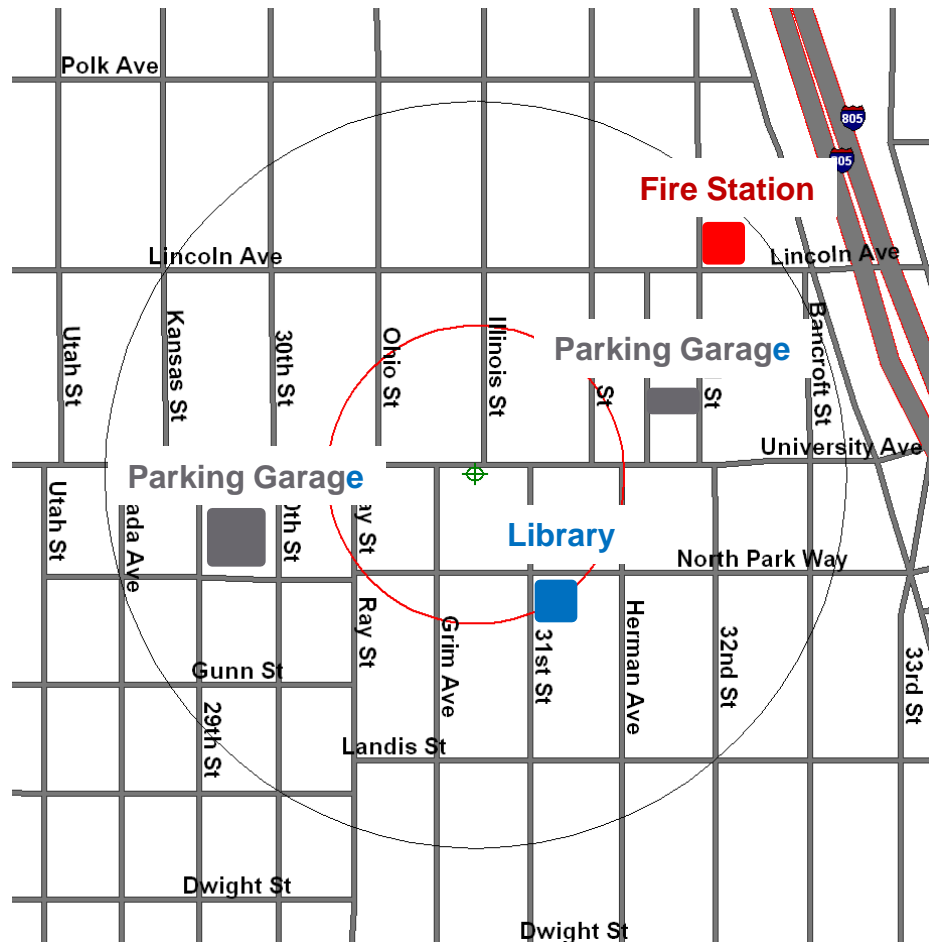 Polk Ave
805
805
Fire Station
Lincoln Ave
Lincoln Ave
Utah St
Kansas St
30th St
Ohio St
Illinois St
St
St
Bancroft St
Parking Garage
University Ave
Parking Garage
Utah St
ada Ave
0th St
ay St
Library
North Park Way
Ray St
Grim Ave
31st St
Herman Ave
32nd St
33rd St
Gunn St
29th St
Landis St
Dwight St
Dwight St